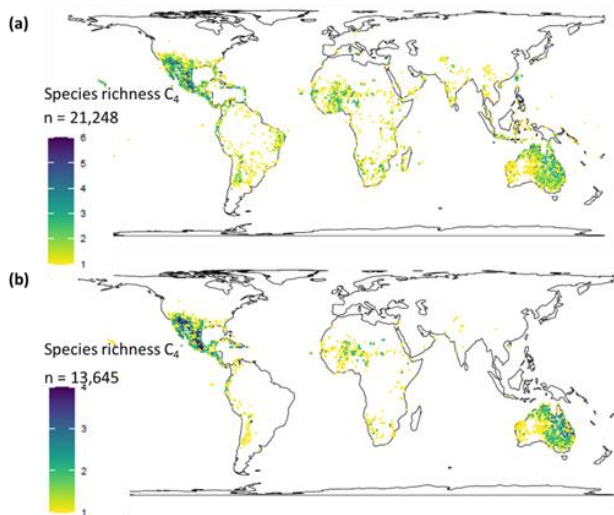 (a)
Species richness C₄
n = 21,248
6
5
4
3
2
1
(b)
Species richness C₄
n = 13,645
4
3
2
1